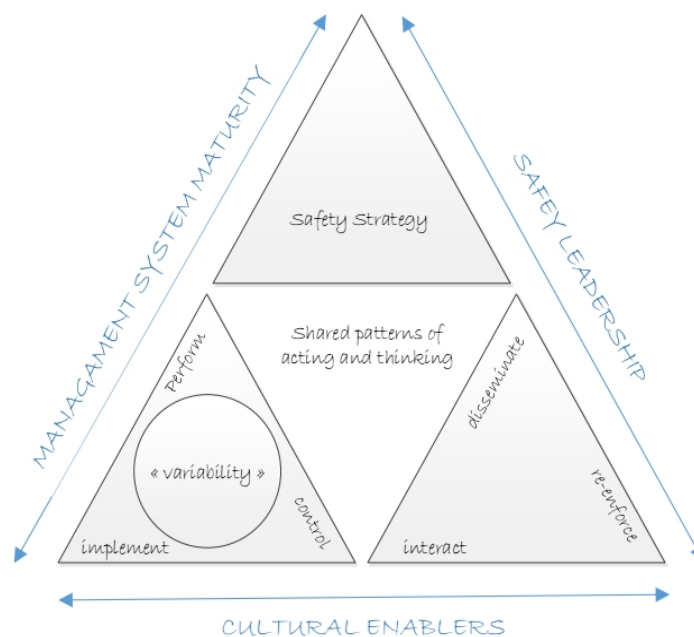 MANAGAMENT SYSTEM MATURITY
SAFEY LEADERSHIP
Safety Strategy
Shared patterns of
acting and thinking
Perform
« variability »
control
implement
disseminate
re-enforce
interact
CULTURAL ENABLERS